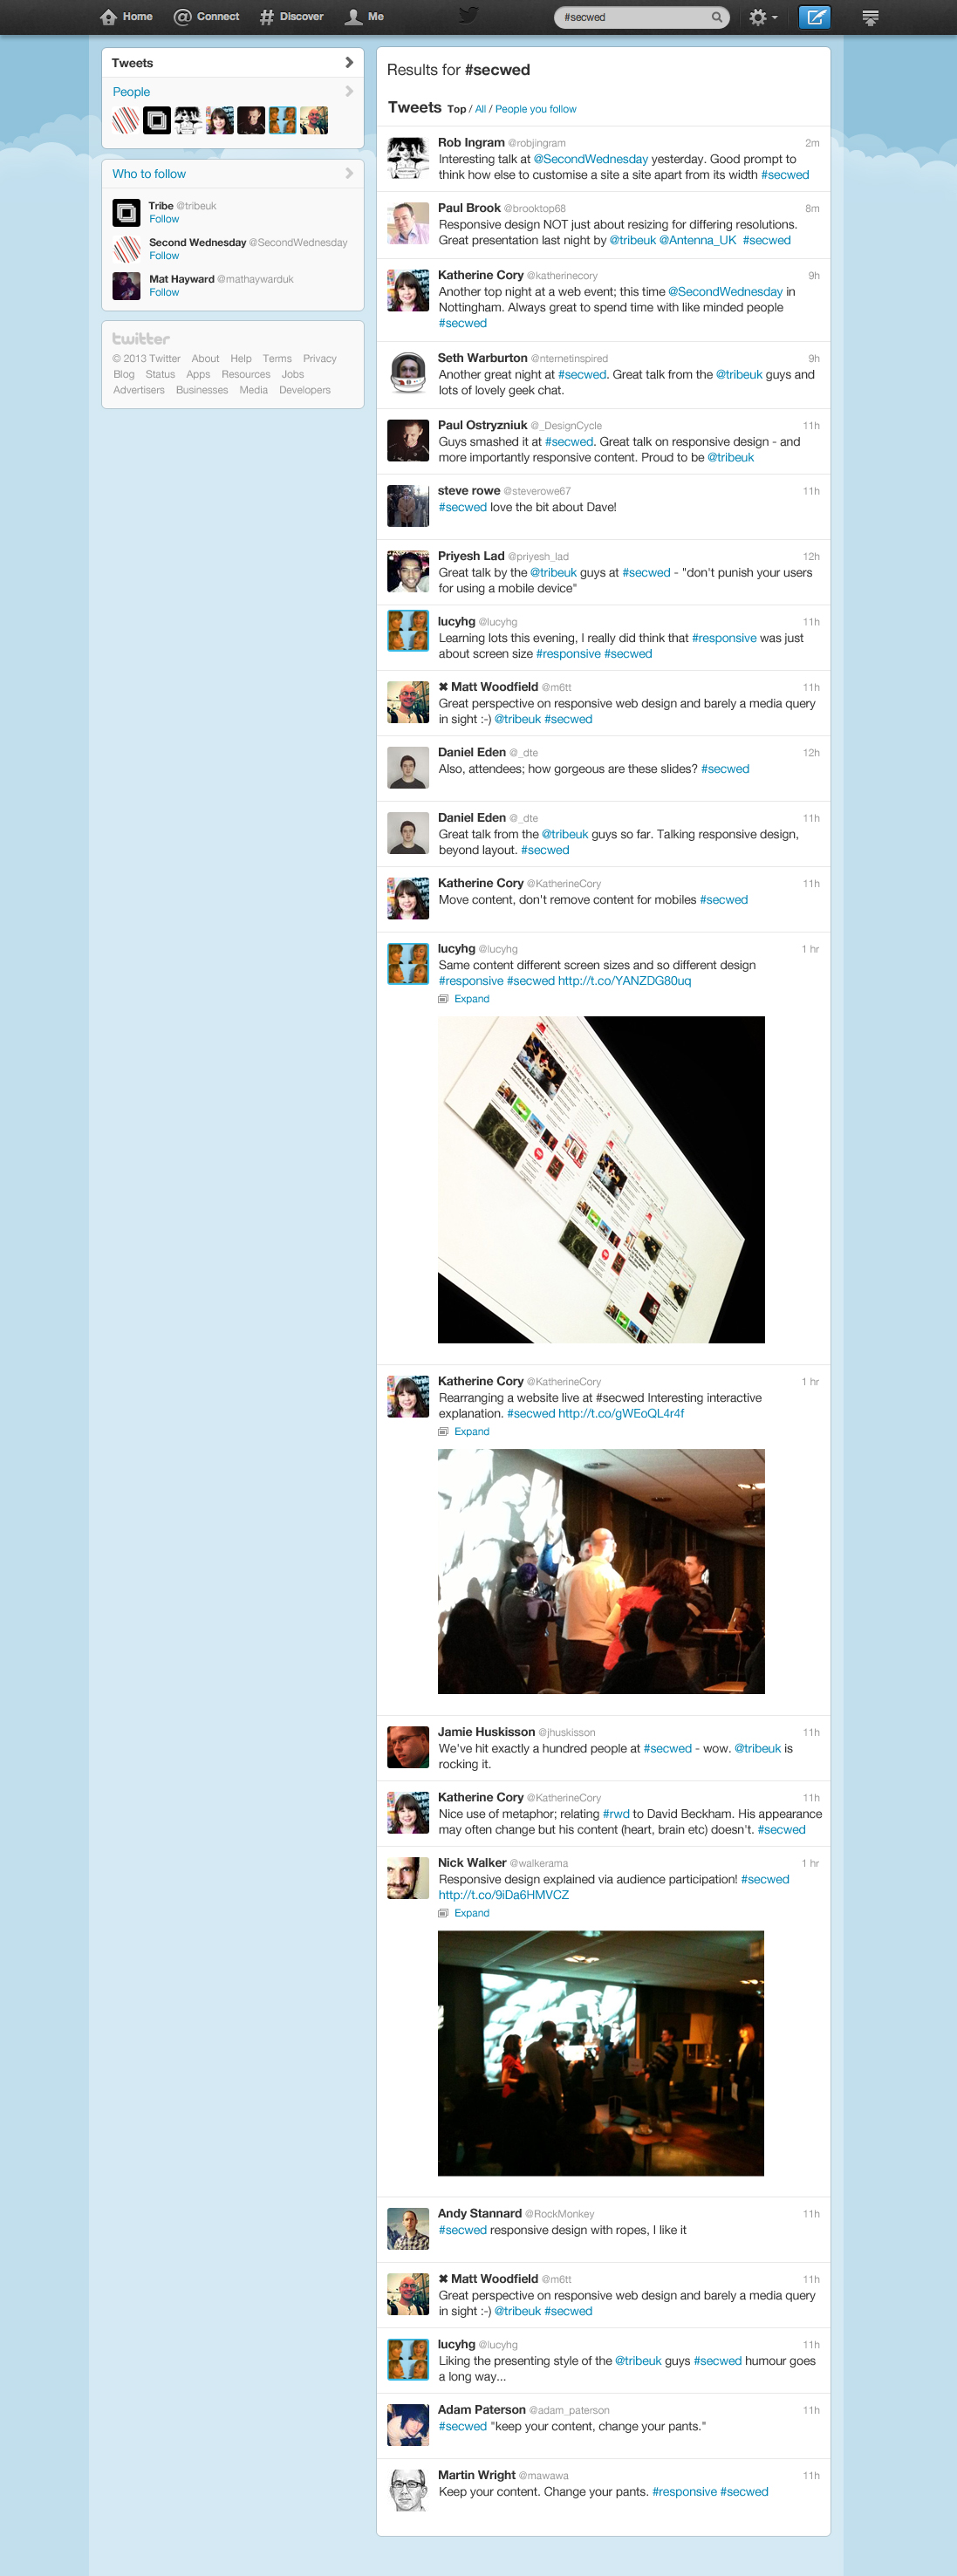 Home
Connect
Discover
Me
#secwed
Tweets
People
Who to follow
Tribe @tribeuk
Follow
Second Wednesday @SecondWednesday
Follow
Mat Hayward @mathaywarduk
Follow
twitter
© 2013 Twitter About Help Terms Privacy
Blog Status Apps Resources Jobs
Advertisers Businesses Media Developers
Results for #secwed
Tweets Top / All / People you follow
Rob Ingram @robjingram 2m
Interesting talk at @SecondWednesday yesterday. Good prompt to
think how else to customise a site a site apart from its width #secwed
Paul Brook @brooktop68 8m
Responsive design NOT just about resizing for differing resolutions.
Great presentation last night by @tribeuk @Antenna_UK #secwed
Katherine Cory @katherinecory 9h
Another top night at a web event; this time @SecondWednesday in
Nottingham. Always great to spend time with like minded people
#secwed
Seth Warburton @nternetinspired 9h
Another great night at #secwed. Great talk from the @tribeuk guys and
lots of lovely geek chat.
Paul Ostryzniuk @_DesignCycle 11h
Guys smashed it at #secwed. Great talk on responsive design - and
more importantly responsive content. Proud to be @tribeuk
steve rowe @steverowe67 11h
#secwed love the bit about Dave!
Priyesh Lad @priyesh_lad 12h
Great talk by the @tribeuk guys at #secwed - "don't punish your users
for using a mobile device"
lucyhg @lucyhg 11h
Learning lots this evening, I really did think that #responsive was just
about screen size #responsive #secwed
✖ Matt Woodfield @m6tt 11h
Great perspective on responsive web design and barely a media query
in sight :-) @tribeuk #secwed
Daniel Eden @_dte 12h
Also, attendees; how gorgeous are these slides? #secwed
Daniel Eden @_dte 11h
Great talk from the @tribeuk guys so far. Talking responsive design,
beyond layout. #secwed
Katherine Cory @KatherineCory 11h
Move content, don't remove content for mobiles #secwed
lucyhg @lucyhg 1 hr
Same content different screen sizes and so different design
#responsive #secwed http://t.co/YANZDG80uq
Expand
Katherine Cory @KatherineCory 1 hr
Rearranging a website live at #secwed Interesting interactive
explanation. #secwed http://t.co/gWEoQL4r4f
Expand
Jamie Huskisson @jhuskisson 11h
We've hit exactly a hundred people at #secwed - wow. @tribeuk is
rocking it.
Katherine Cory @KatherineCory 11h
Nice use of metaphor; relating #rwd to David Beckham. His appearance
may often change but his content (heart, brain etc) doesn't. #secwed
Nick Walker @walkerama 1 hr
Responsive design explained via audience participation! #secwed
http://t.co/9iDa6HMVCZ
Expand
Andy Stannard @RockMonkey 11h
#secwed responsive design with ropes, I like it
✖ Matt Woodfield @m6tt 11h
Great perspective on responsive web design and barely a media query
in sight :-) @tribeuk #secwed
lucyhg @lucyhg 11h
Liking the presenting style of the @tribeuk guys #secwed humour goes
a long way...
Adam Paterson @adam_paterson 11h
#secwed "keep your content, change your pants."
Martin Wright @mawawa 11h
Keep your content. Change your pants. #responsive #secwed